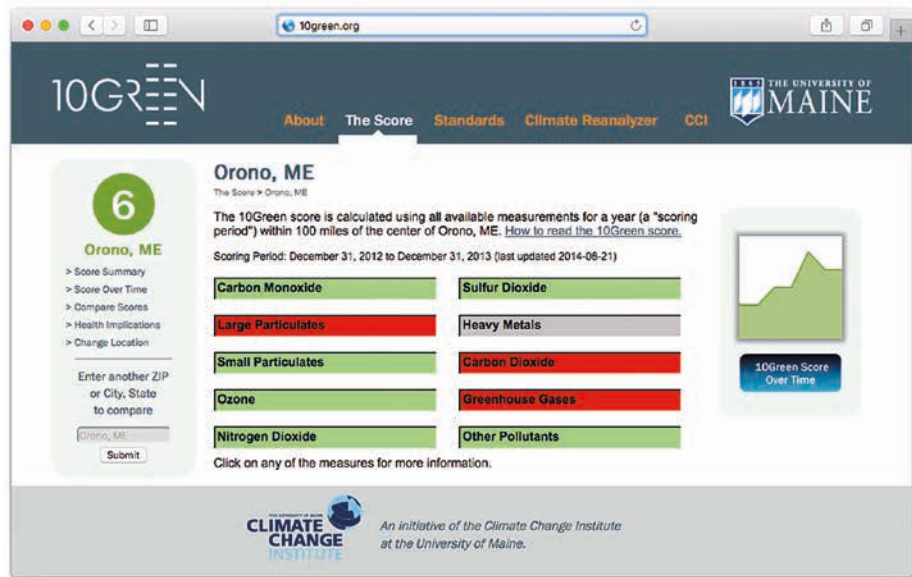 10green.org
10GREEN
About The Score Standards Climate Reanalyzer CCI
1865 THE UNIVERSITY OF
MAINE
6
Orono, ME
> Score Summary
> Score Over Time
> Compare Scores
> Health Implications
> Change Location
Enter another ZIP
or City, State
to compare
Orono, ME
Submit
Orono, ME
The Score > Orono, ME
The 10Green score is calculated using all available measurements for a year (a "scoring
period") within 100 miles of the center of Orono, ME. How to read the 10Green score.
Scoring Period: December 31, 2012 to December 31, 2013 (last updated 2014-08-21)
Carbon Monoxide
Sulfur Dioxide
Large Particulates
Heavy Metals
Small Particulates
Carbon Dioxide
Ozone
Greenhouse Gases
Nitrogen Dioxide
Other Pollutants
Click on any of the measures for more information.
10Green Score
Over Time
THE UNIVERSITY OF MAINE
CLIMATE
CHANGE
INSTITUTE
An initiative of the Climate Change Institute
at the University of Maine.